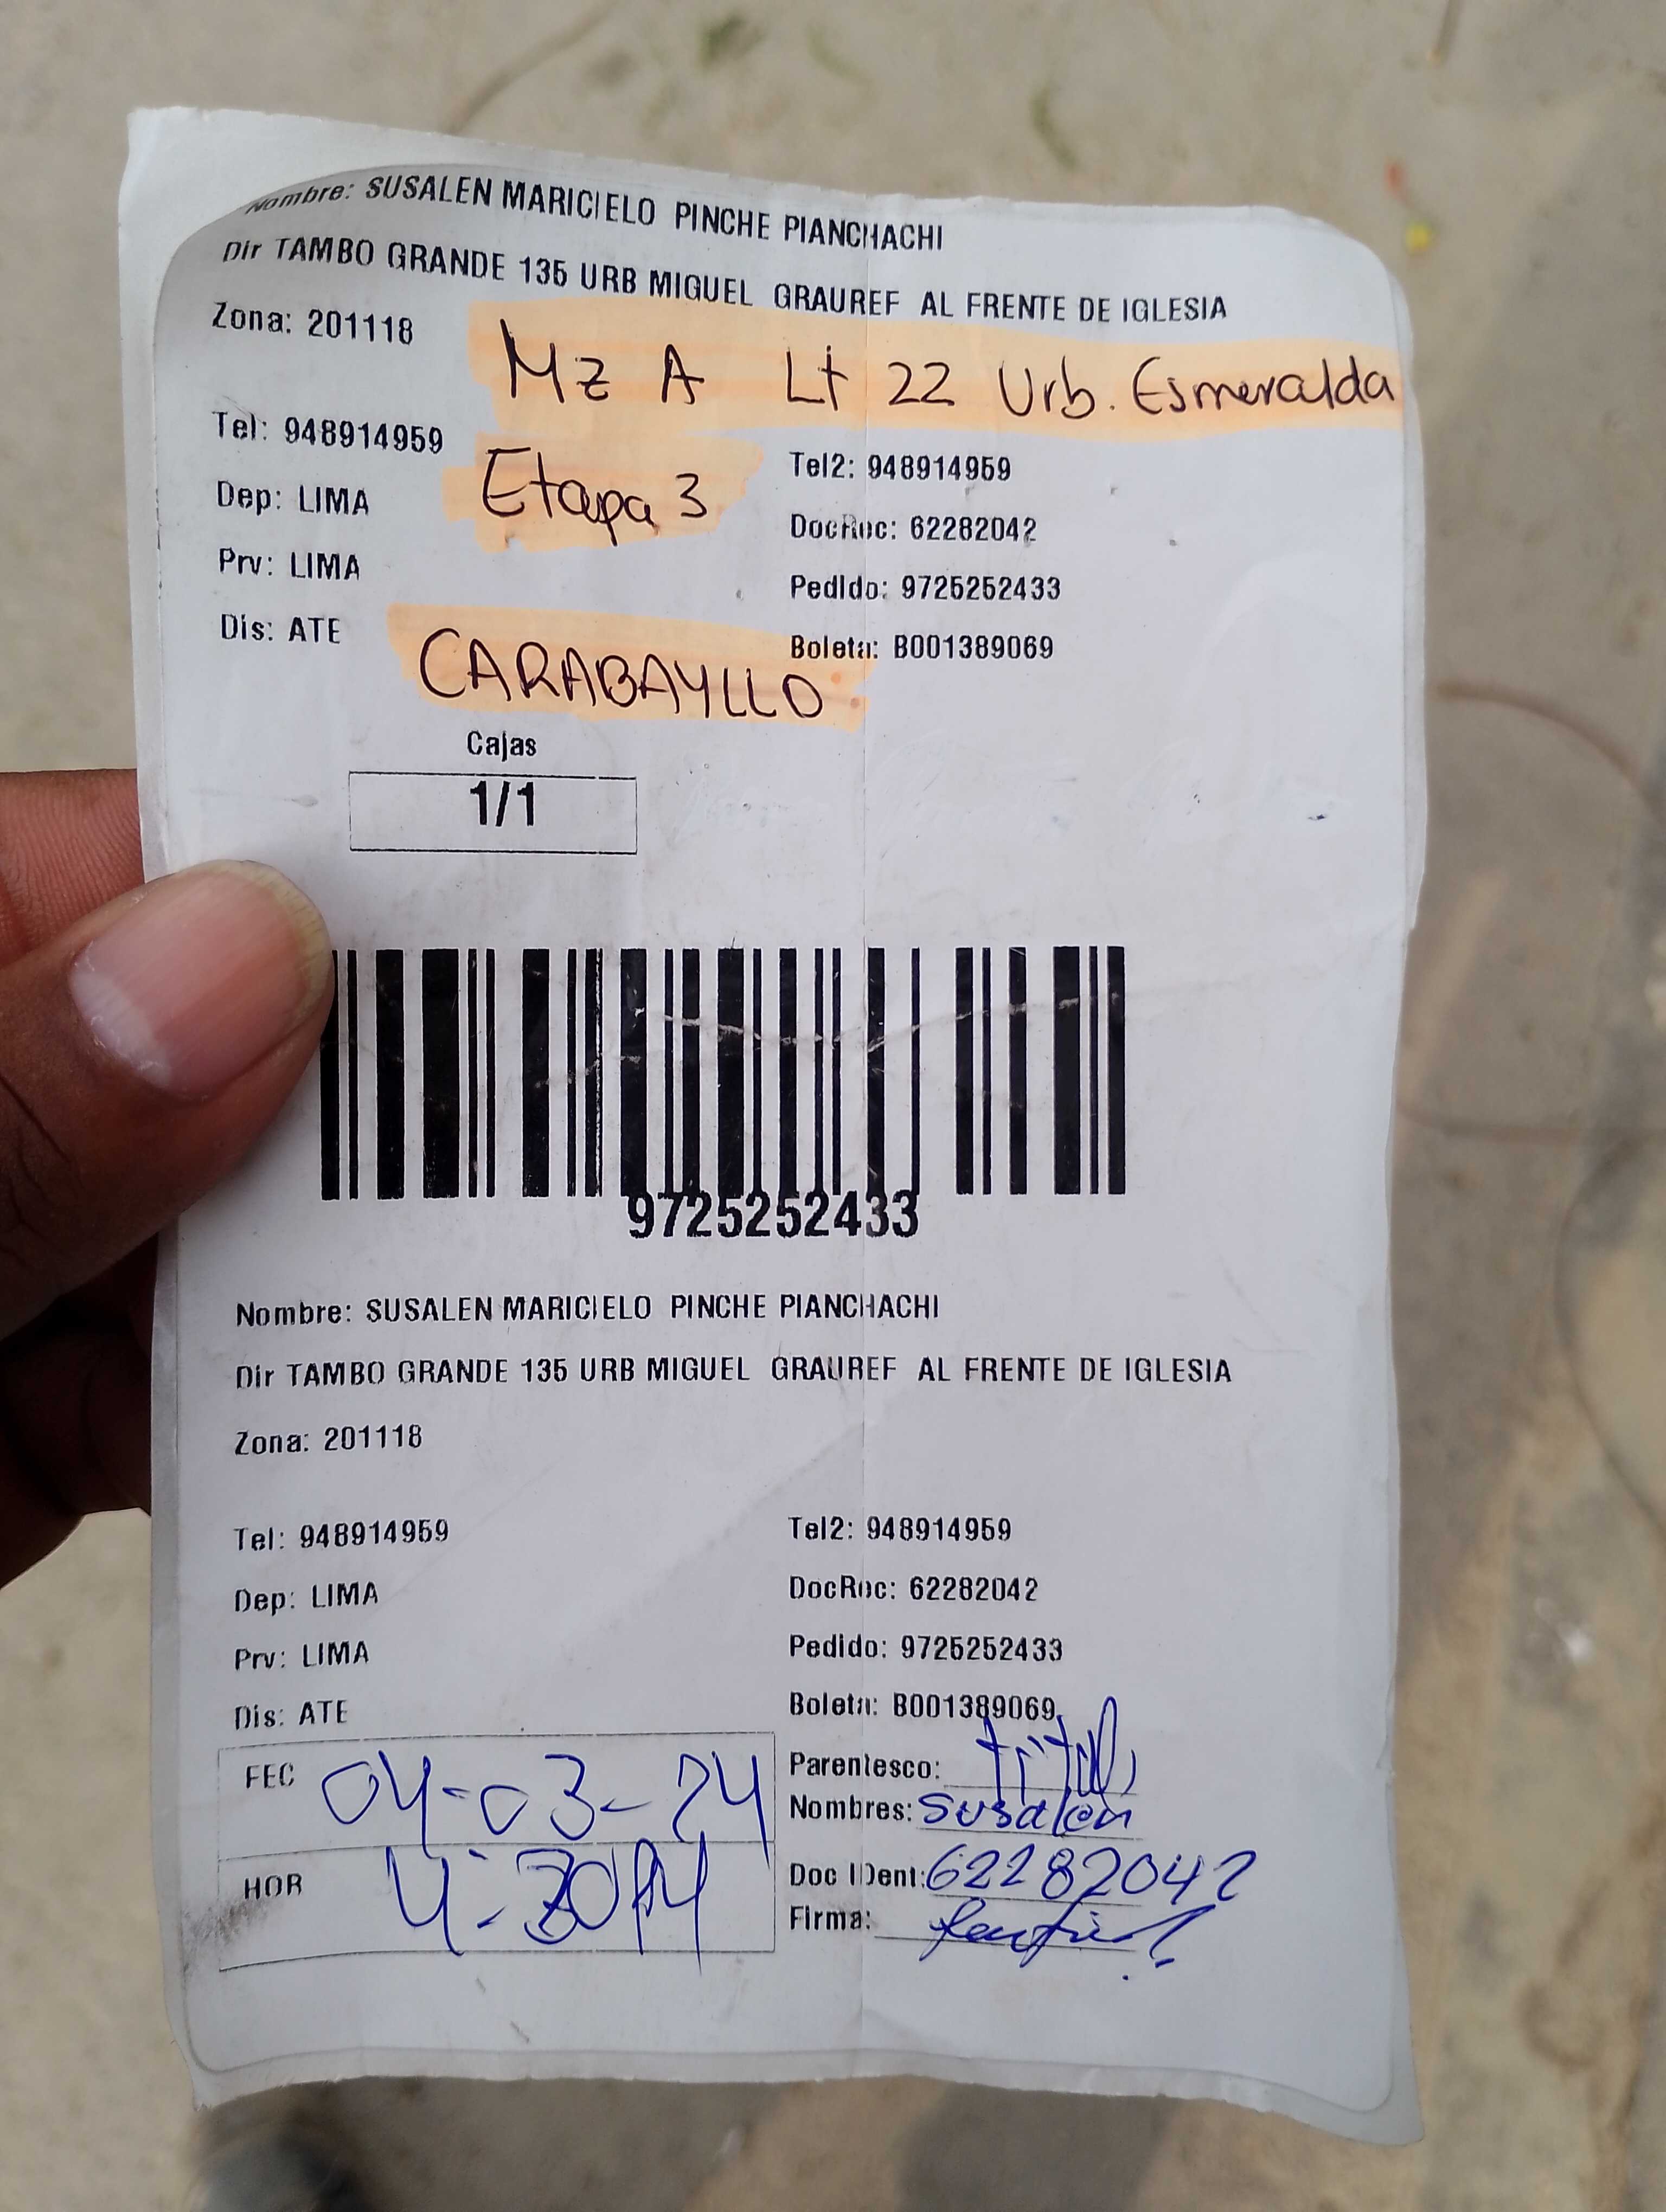 Nombre: SUSALEN MARICIELO PINCHE PIANCHACHI
Dir TAMBO GRANDE 135 URB MIGUEL GRAUREF AL FRENTE DE IGLESIA
Zona: 201118
Mz A Lt 22 Urb. Esmeralda
Tel: 948914959 Etapa 3 Tel2: 948914959
Dep: LIMA DocRec: 62282042
Prv: LIMA Pedido: 9725252433
Dis: ATE CARABAYLLO Boleta: B001389069
Cajas
1/1
9725252433
Nombre: SUSALEN MARICIELO PINCHE PIANCHACHI
Dir TAMBO GRANDE 135 URB MIGUEL GRAUREF AL FRENTE DE IGLESIA
Zona: 201118
Tel: 948914959 Tel2: 948914959
Dep: LIMA DocRec: 62282042
Prv: LIMA Pedido: 9725252433
Dis: ATE Boleta: B001389069
FEC 04-03-24 Parentesco:
Nombres: Susalen
HOR 4:30PM Doc IDent: 62282042
Firma: